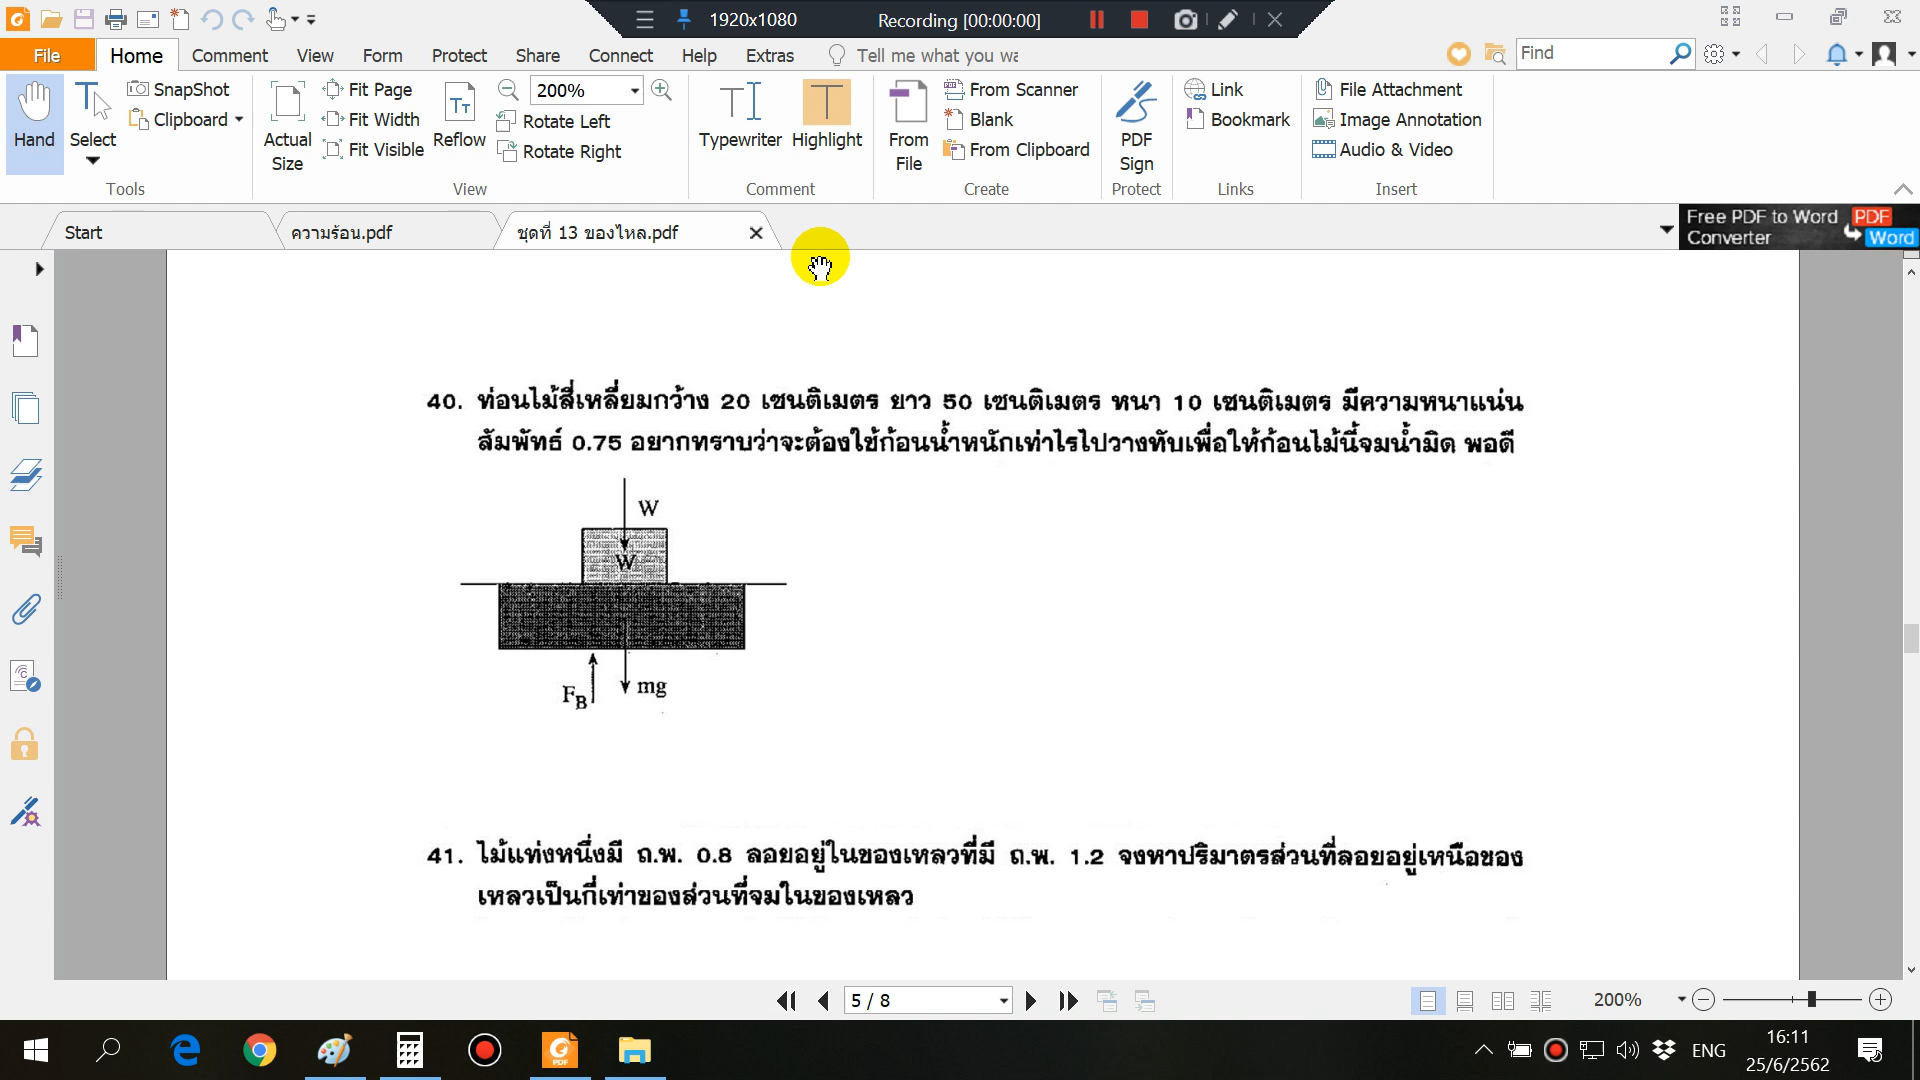 1920x1080
Recording [00:00:00]
File
Home
Comment
View
Form
Protect
Share
Connect
Help
Extras
Tell me what you wa
Find
Hand
Select
SnapShot
Clipboard
Tools
Actual
Size
Fit Page
Fit Width
Fit Visible
Reflow
200%
Rotate Left
Rotate Right
View
Typewriter
Highlight
Comment
From
File
From Scanner
Blank
From Clipboard
Create
PDF
Sign
Protect
Link
Bookmark
Links
File Attachment
Image Annotation
Audio & Video
Insert
Start
ความร้อน.pdf
ชุดที่ 13 ของไหล.pdf
Free PDF to Word
Converter
PDF
Word
40. ท่อนไม้สี่เหลี่ยมกว้าง 20 เซนติเมตร ยาว 50 เซนติเมตร หนา 10 เซนติเมตร มีความหนาแน่น
สัมพัทธ์ 0.75 อยากทราบว่าจะต้องใช้ก้อนน้ำหนักเท่าไรไปวางทับเพื่อให้ก้อนไม้นี้จมน้ำมิด พอดี
W
W
F_B
mg
41. ไม้แท่งหนึ่งมี ถ.พ. 0.8 ลอยอยู่ในของเหลวที่มี ถ.พ. 1.2 จงหาปริมาตรส่วนที่ลอยอยู่เหนือของ
เหลวเป็นกี่เท่าของส่วนที่จมในของเหลว
5 / 8
200%
PDF
ENG
16:11
25/6/2562